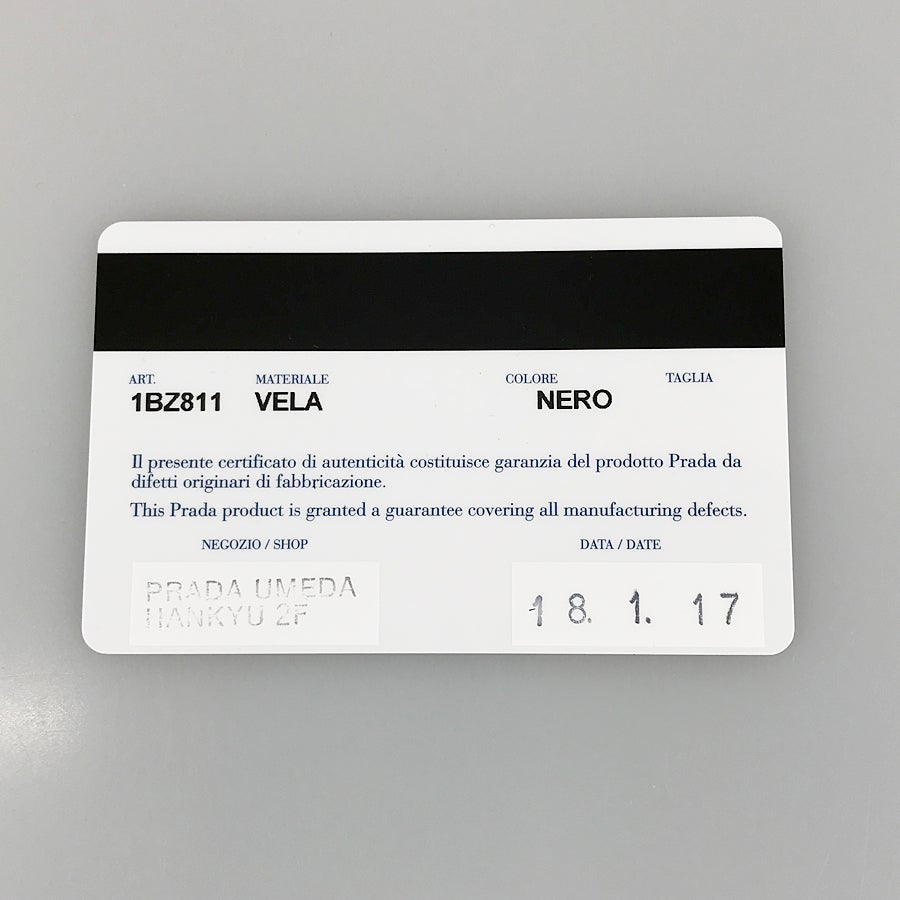 ART. MATERIALE COLORE TAGLIA
1BZ811 VELA NERO
Il presente certificato di autenticità costituisce garanzia del prodotto Prada da
difetti originari di fabbricazione.
This Prada product is granted a guarantee covering all manufacturing defects.
NEGOZIO / SHOP DATA / DATE
PRADA UMEDA
HANKYU 2F
18. 1. 17